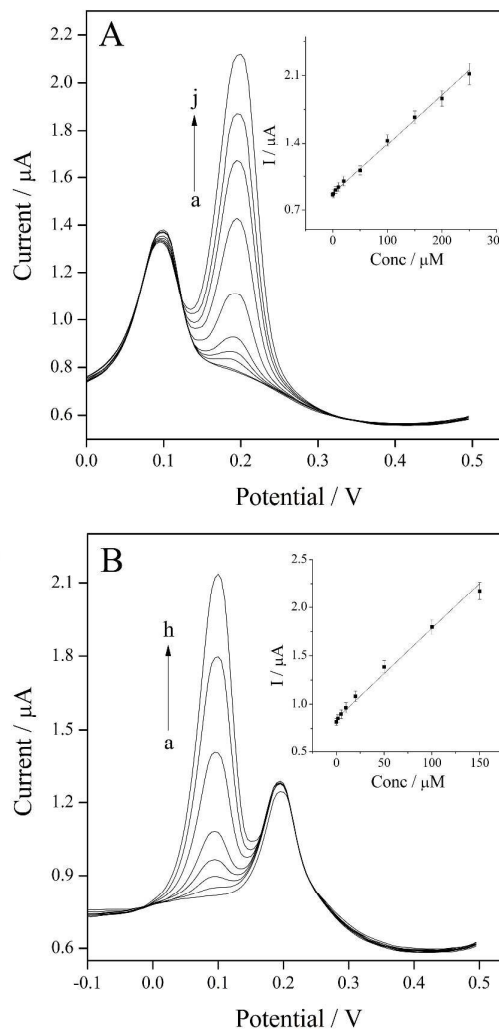 A
2.2
2.0
1.8
1.6
1.4
1.2
1.0
0.8
0.6
Current / μA
j
a
2.1
1.4
0.7
I / μA
0 100 200 300
Conc / μM
0.0 0.1 0.2 0.3 0.4 0.5
Potential / V
B
2.1
1.8
1.5
1.2
0.9
0.6
Current / μA
h
a
2.5
2.0
1.5
1.0
0.5
I / μA
0 50 100 150
Conc / μM
-0.1 0.0 0.1 0.2 0.3 0.4 0.5
Potential / V